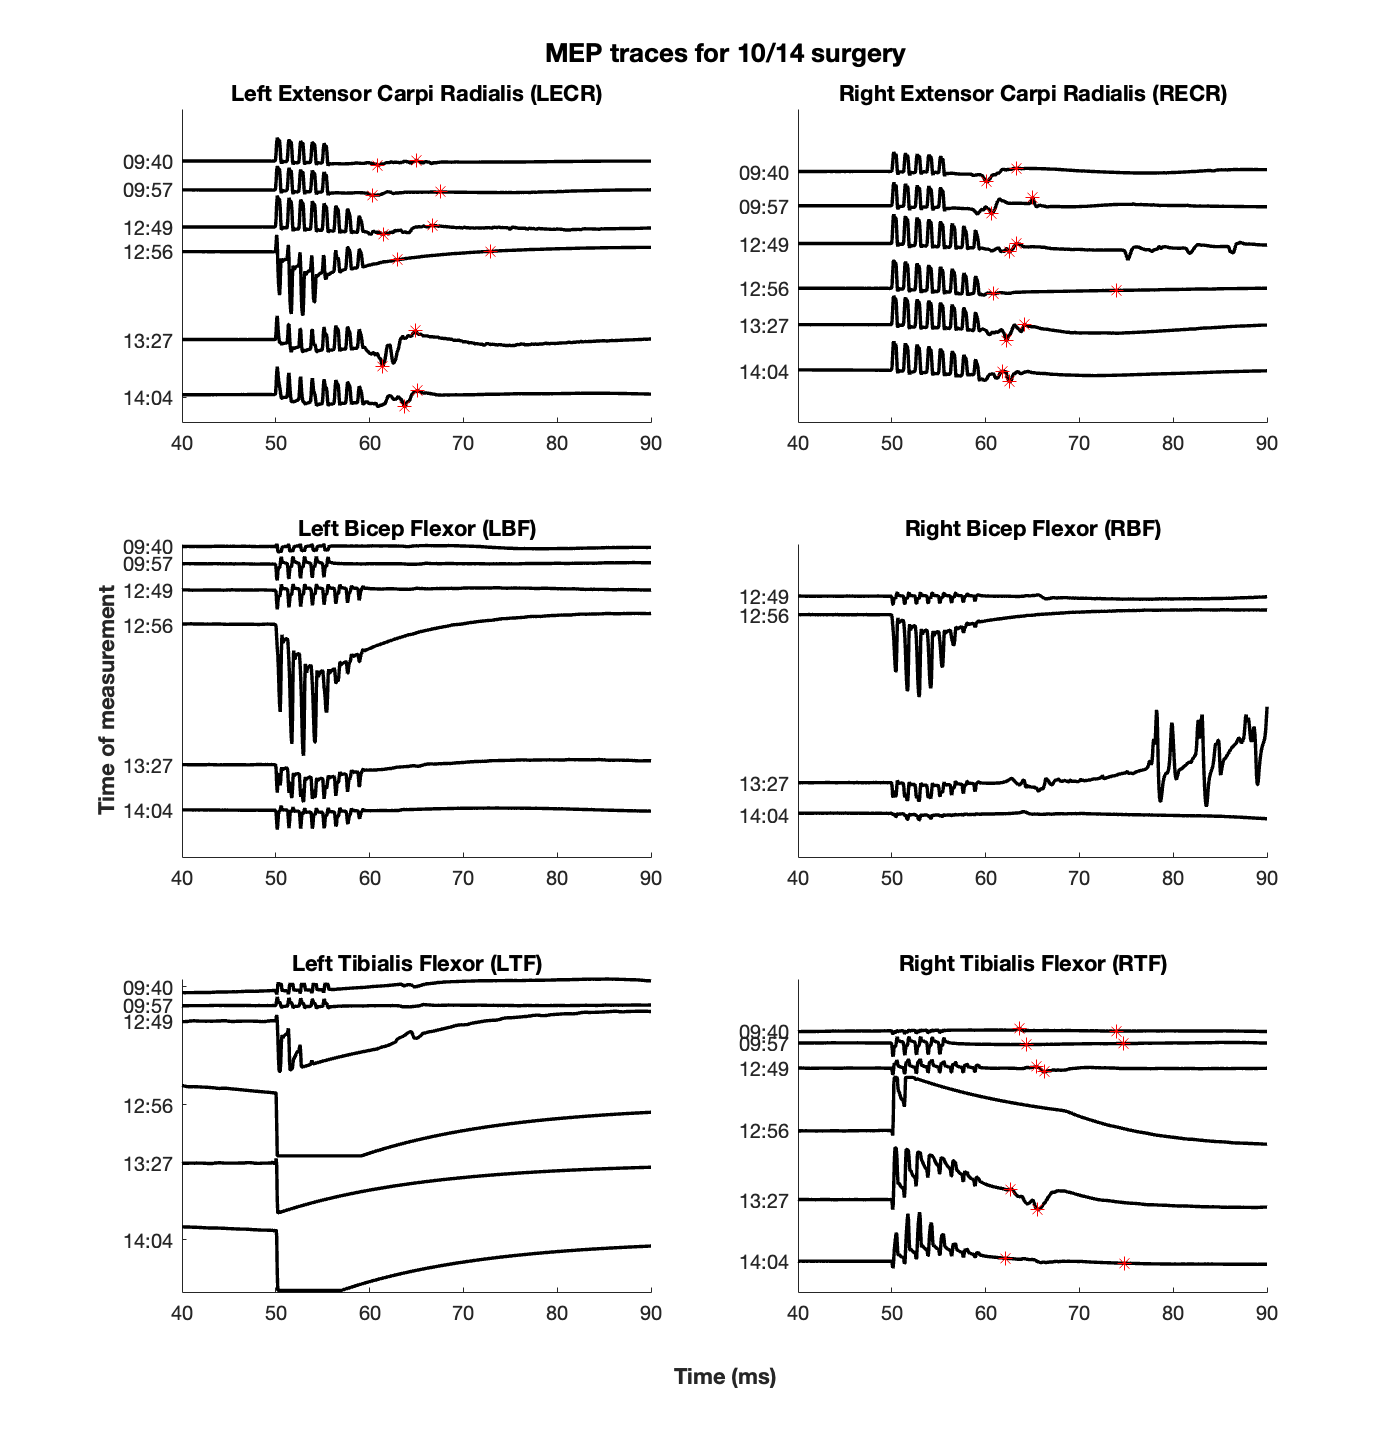 MEP traces for 10/14 surgery
Left Extensor Carpi Radialis (LECR)
09:40
09:57
12:49
12:56
13:27
14:04
40 50 60 70 80 90
Right Extensor Carpi Radialis (RECR)
09:40
09:57
12:49
12:56
13:27
14:04
40 50 60 70 80 90
Left Bicep Flexor (LBF)
09:40
09:57
12:49
12:56
13:27
14:04
40 50 60 70 80 90
Right Bicep Flexor (RBF)
12:49
12:56
13:27
14:04
40 50 60 70 80 90
Time of measurement
Left Tibialis Flexor (LTF)
09:40
09:57
12:49
12:56
13:27
14:04
40 50 60 70 80 90
Right Tibialis Flexor (RTF)
09:40
09:57
12:49
12:56
13:27
14:04
40 50 60 70 80 90
Time (ms)